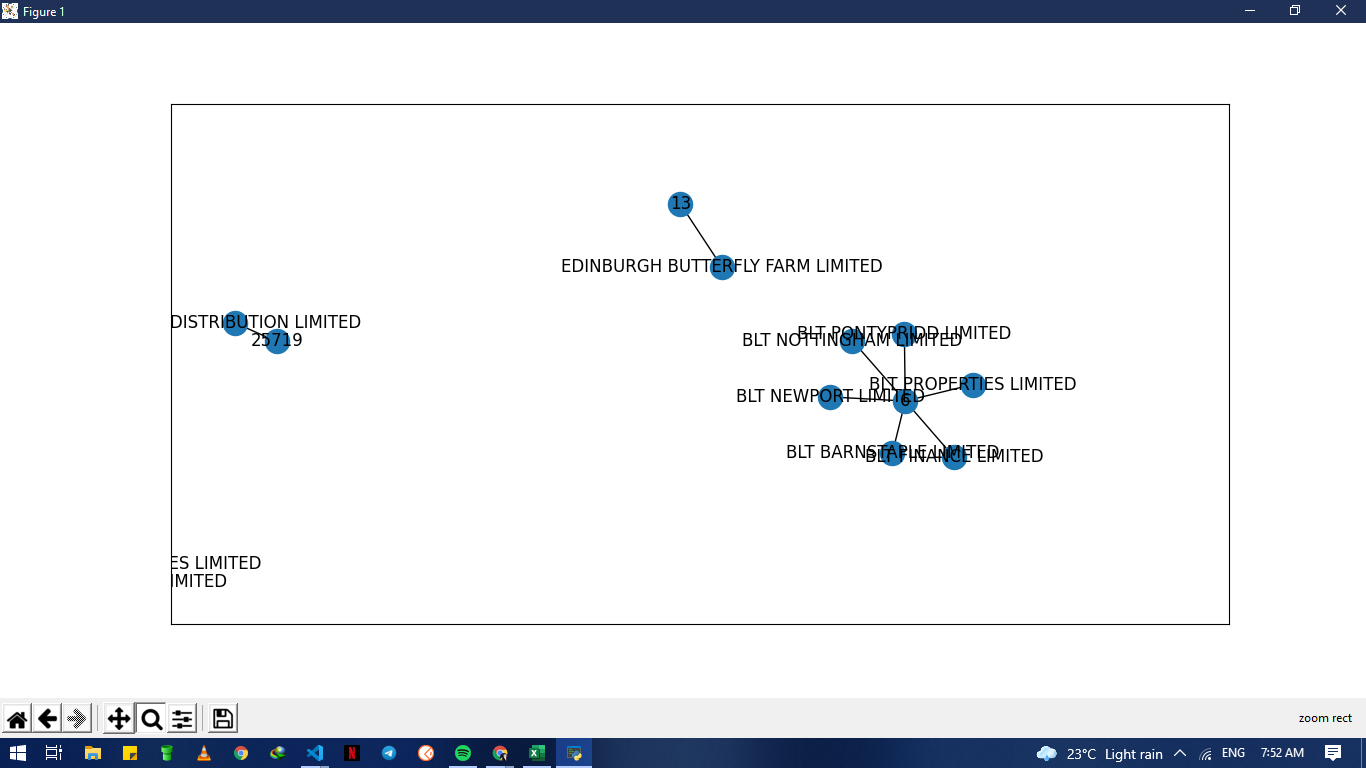 Figure 1
13
EDINBURGH BUTTERFLY FARM LIMITED
DISTRIBUTION LIMITED
25719
BLT PONTYPRIDD LIMITED
BLT NOTTINGHAM LIMITED
BLT PROPERTIES LIMITED
BLT NEWPORT LIMITED
6
BLT BARNSTAPLE LIMITED
BLT FINANCE LIMITED
ES LIMITED
IMITED
zoom rect
23°C Light rain
ENG
7:52 AM